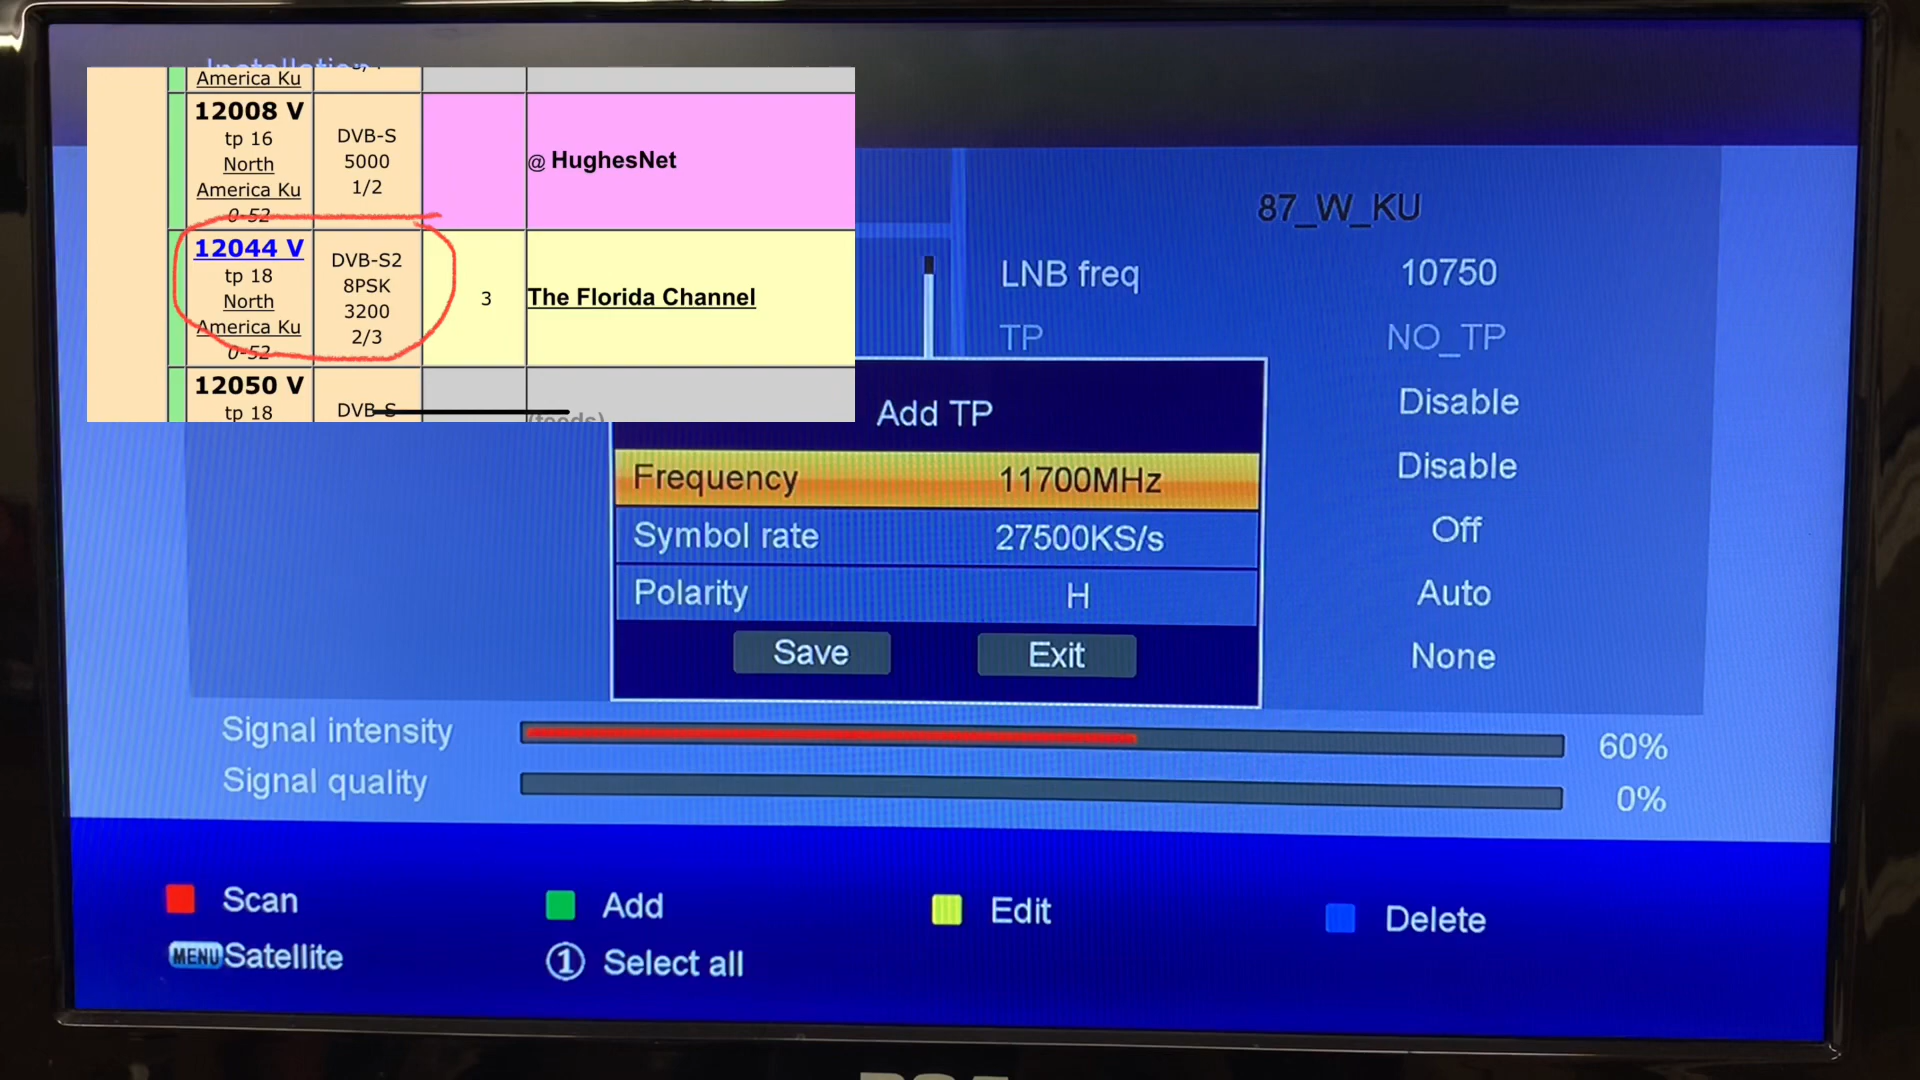 Installation
America Ku
12008 V
tp 16
North
America Ku
0-52
DVB-S
5000
1/2
@ HughesNet
12044 V
tp 18
North
America Ku
0-52
DVB-S2
8PSK
3200
2/3
3
The Florida Channel
12050 V
tp 18
DVB-S
(feeds)
87_W_KU
LNB freq 10750
TP NO_TP
Disable
Disable
Off
Auto
None
Add TP
Frequency 11700MHz
Symbol rate 27500KS/s
Polarity H
Save Exit
Signal intensity 60%
Signal quality 0%
Scan Add Edit Delete
MENU Satellite 1 Select all